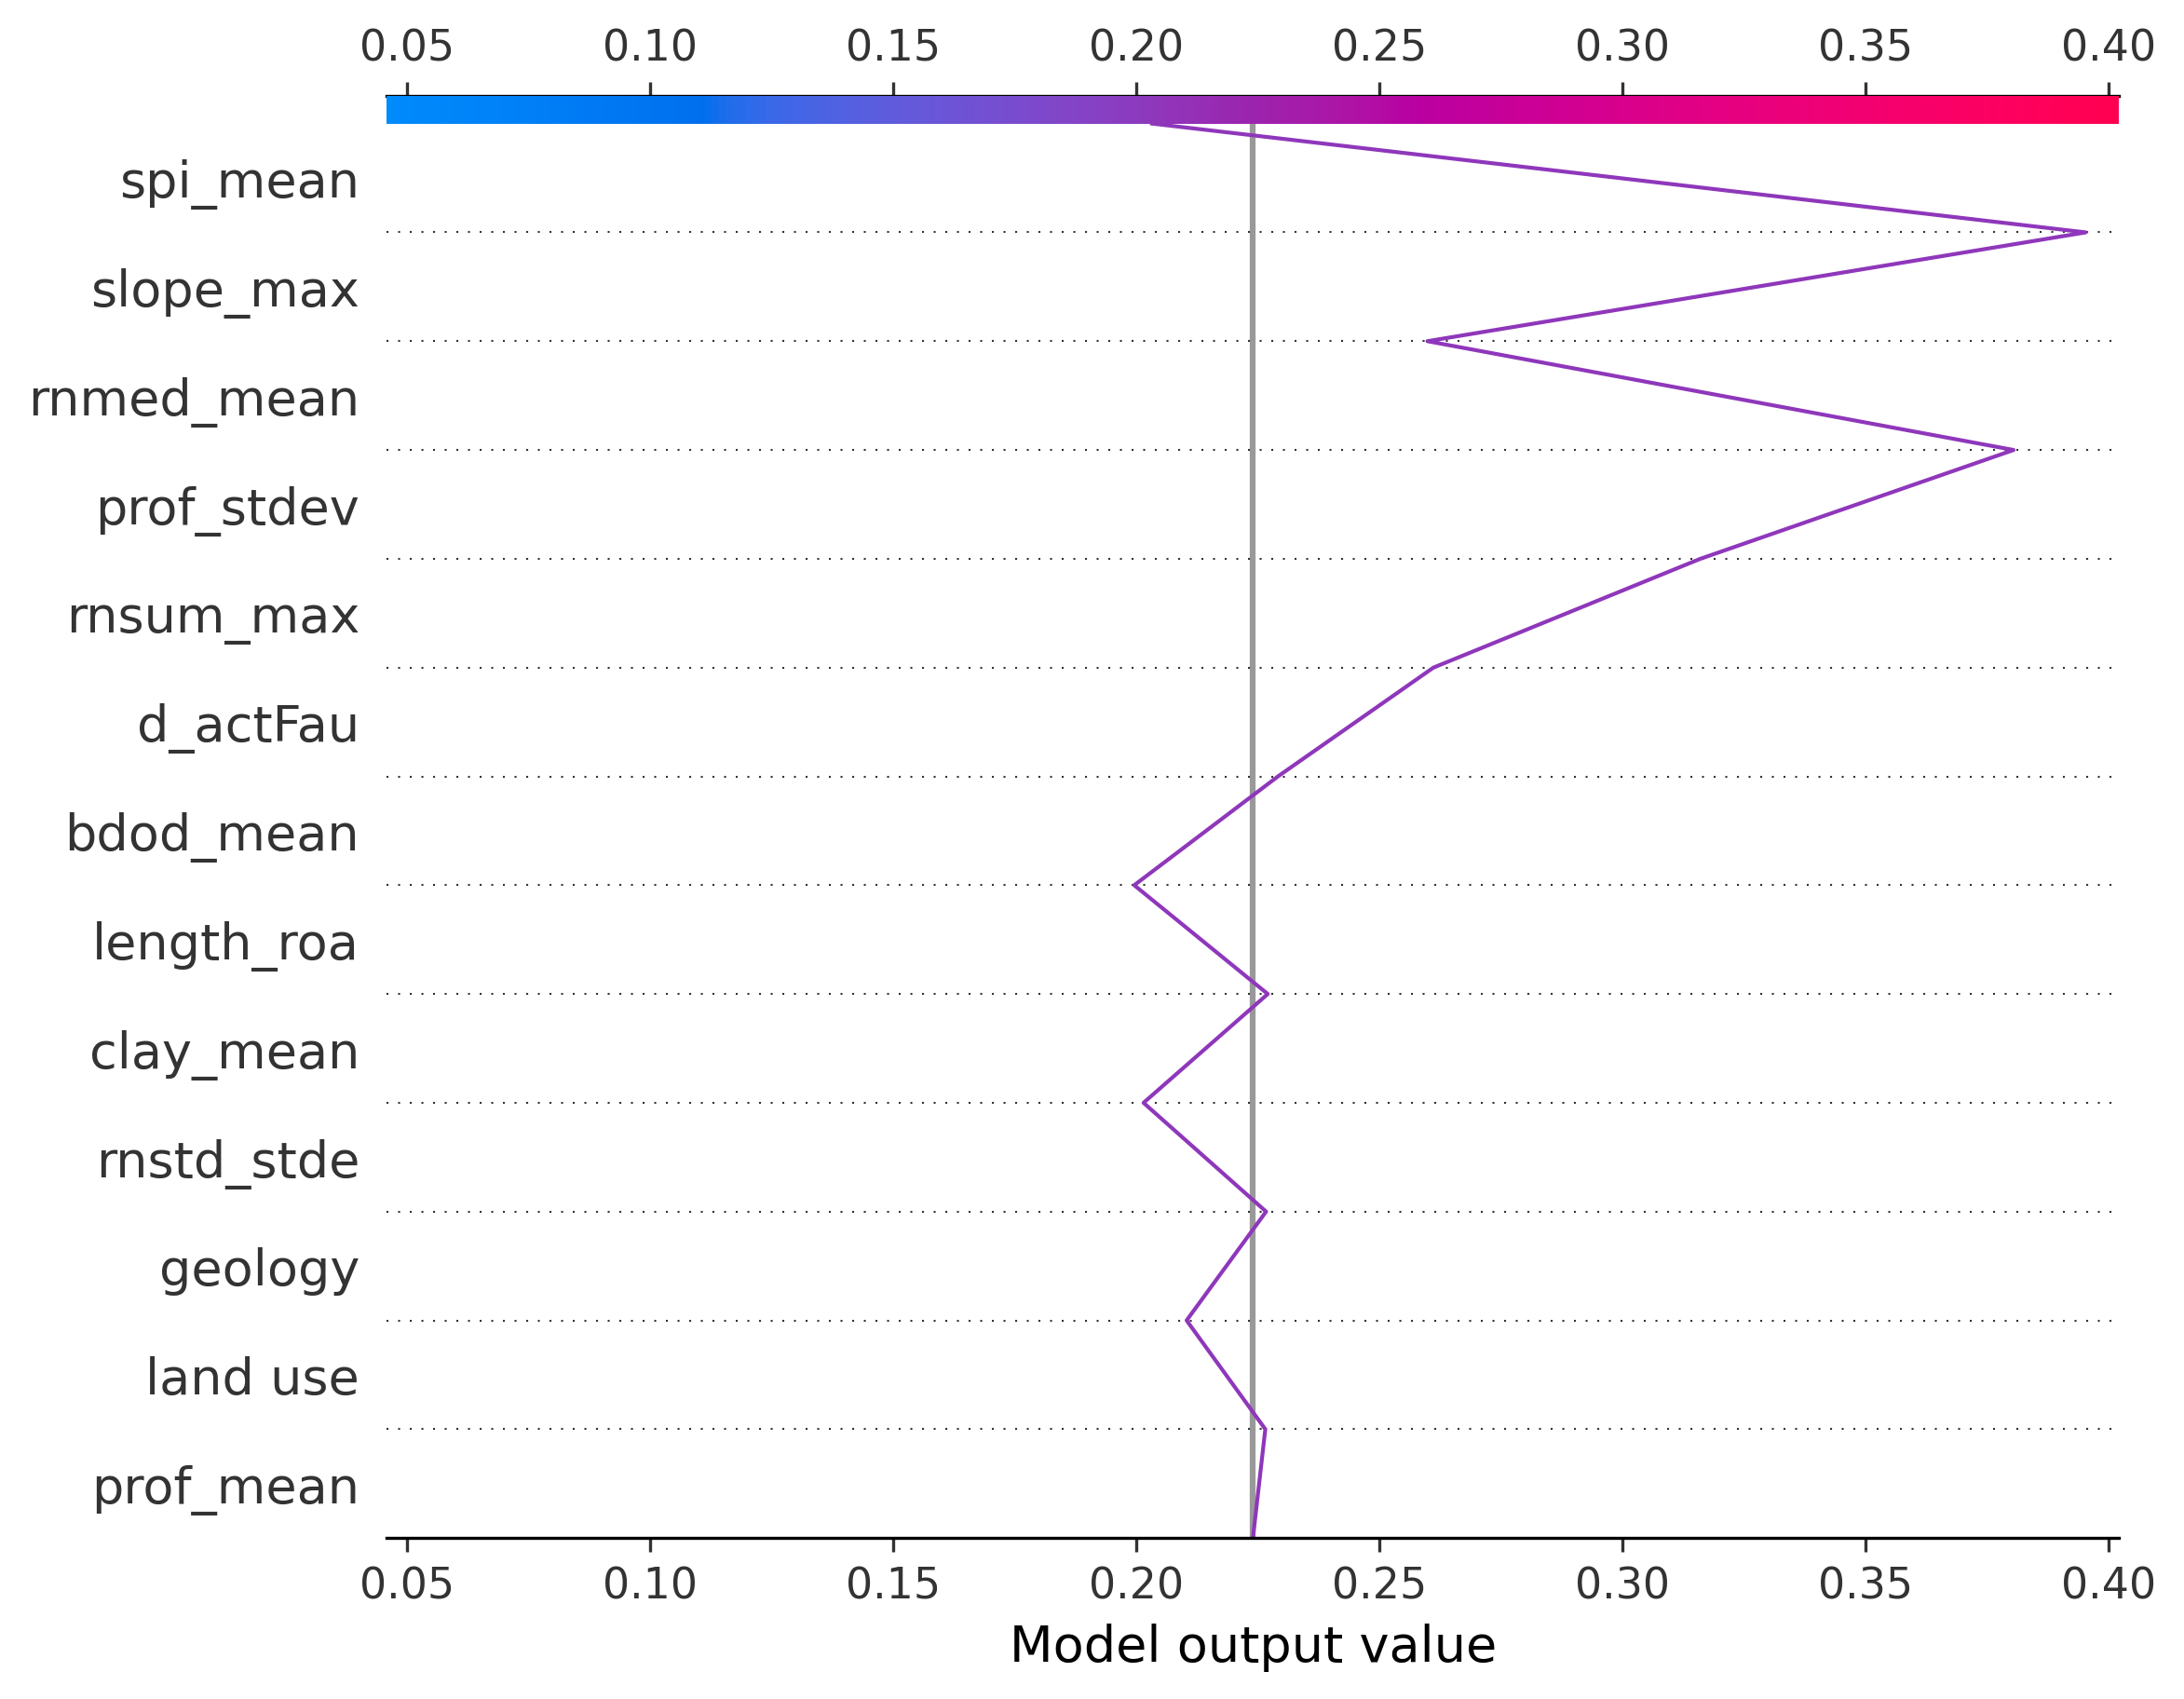 0.05 0.10 0.15 0.20 0.25 0.30 0.35 0.40
spi_mean
slope_max
rnmed_mean
prof_stdev
rnsum_max
d_actFau
bdod_mean
length_roa
clay_mean
rnstd_stde
geology
land use
prof_mean
0.05 0.10 0.15 0.20 0.25 0.30 0.35 0.40
Model output value